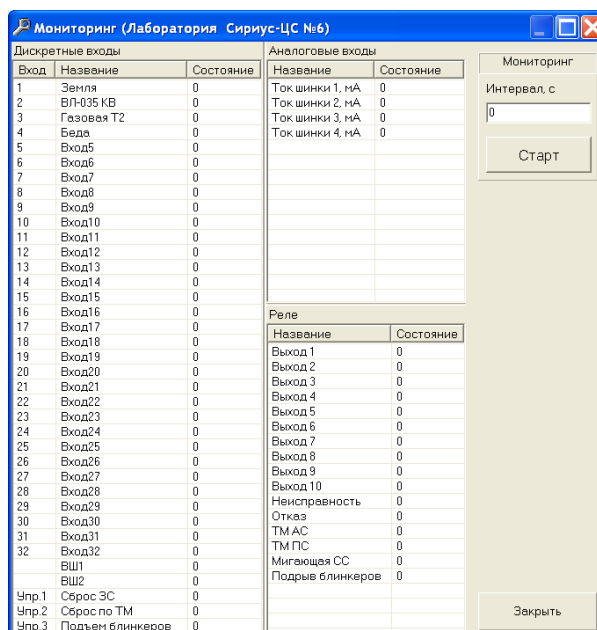 Мониторинг (Лаборатория Сириус-ЦС №6)
Дискретные входы
Вход Название Состояние
1 Земля 0
2 ВЛ-035 КВ 0
3 Газовая Т2 0
4 Беда 0
5 Вход5 0
6 Вход6 0
7 Вход7 0
8 Вход8 0
9 Вход9 0
10 Вход10 0
11 Вход11 0
12 Вход12 0
13 Вход13 0
14 Вход14 0
15 Вход15 0
16 Вход16 0
17 Вход17 0
18 Вход18 0
19 Вход19 0
20 Вход20 0
21 Вход21 0
22 Вход22 0
23 Вход23 0
24 Вход24 0
25 Вход25 0
26 Вход26 0
27 Вход27 0
28 Вход28 0
29 Вход29 0
30 Вход30 0
31 Вход31 0
32 Вход32 0
ВШ1 0
ВШ2 0
Упр.1 Сброс ЗС 0
Упр.2 Сброс по ТМ 0
Упр.3 Подъем блинкеров 0
Аналоговые входы
Название Состояние
Ток шинки 1, мА 0
Ток шинки 2, мА 0
Ток шинки 3, мА 0
Ток шинки 4, мА 0
Реле
Название Состояние
Выход 1 0
Выход 2 0
Выход 3 0
Выход 4 0
Выход 5 0
Выход 6 0
Выход 7 0
Выход 8 0
Выход 9 0
Выход 10 0
Неисправность 0
Отказ 0
ТМ АС 0
ТМ ПС 0
Мигающая СС 0
Подрыв блинкеров 0
Мониторинг
Интервал, с
0
Старт
Закрыть